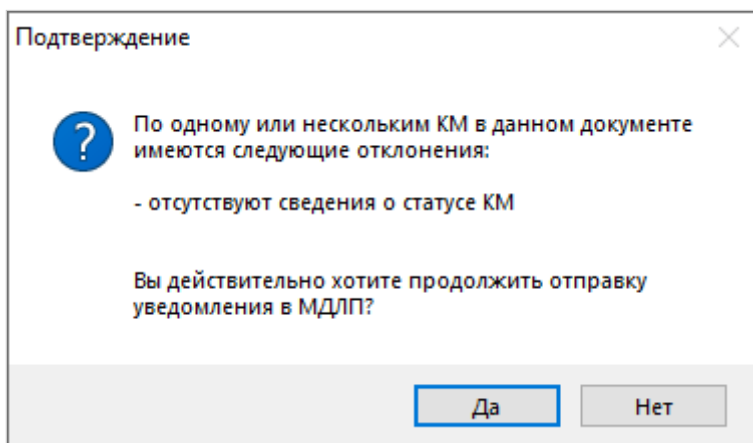 Подтверждение
По одному или нескольким КМ в данном документе
имеются следующие отклонения:
- отсутствуют сведения о статусе КМ
Вы действительно хотите продолжить отправку
уведомления в МДЛП?
Да
Нет